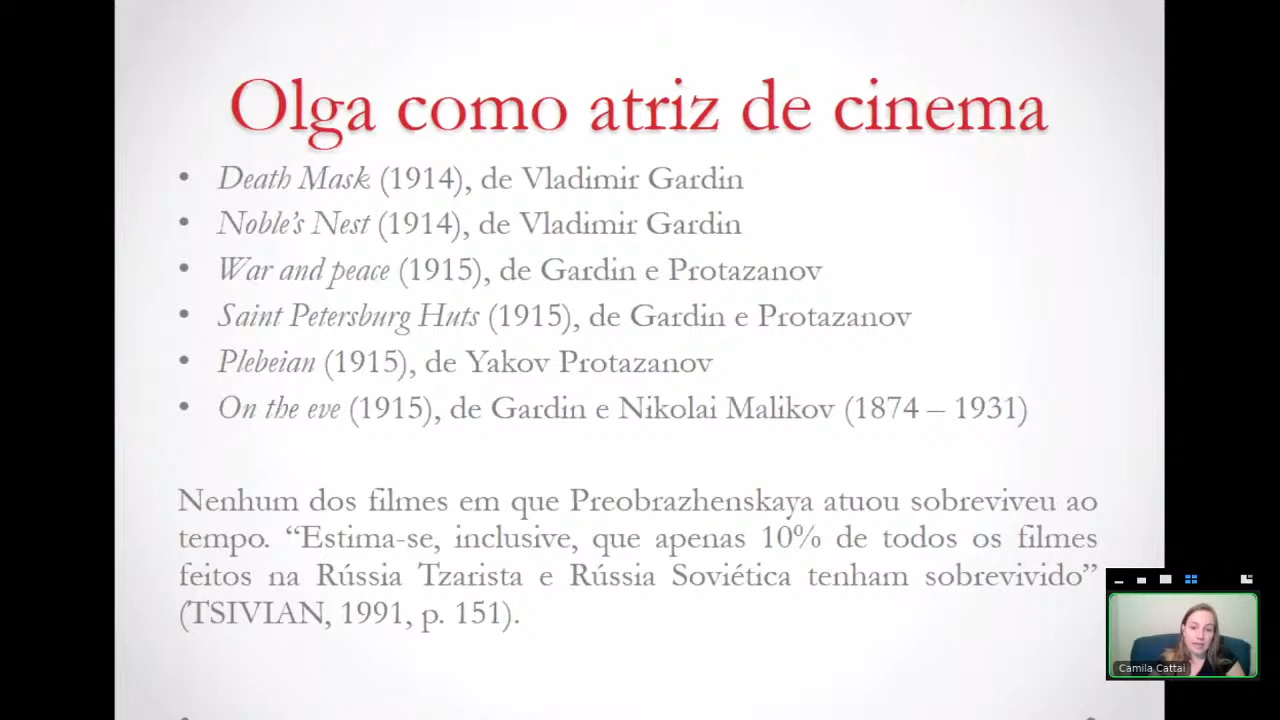 Olga como atriz de cinema
• Death Mask (1914), de Vladimir Gardin
• Noble’s Nest (1914), de Vladimir Gardin
• War and peace (1915), de Gardin e Protazanov
• Saint Petersburg Huts (1915), de Gardin e Protazanov
• Plebeian (1915), de Yakov Protazanov
• On the eve (1915), de Gardin e Nikolai Malikov (1874 – 1931)
Nenhum dos filmes em que Preobrazhenskaya atuou sobreviveu ao
tempo. “Estima-se, inclusive, que apenas 10% de todos os filmes
feitos na Rússia Tzarista e Rússia Soviética tenham sobrevivido”
(TSIVIAN, 1991, p. 151).
Camila Cattai